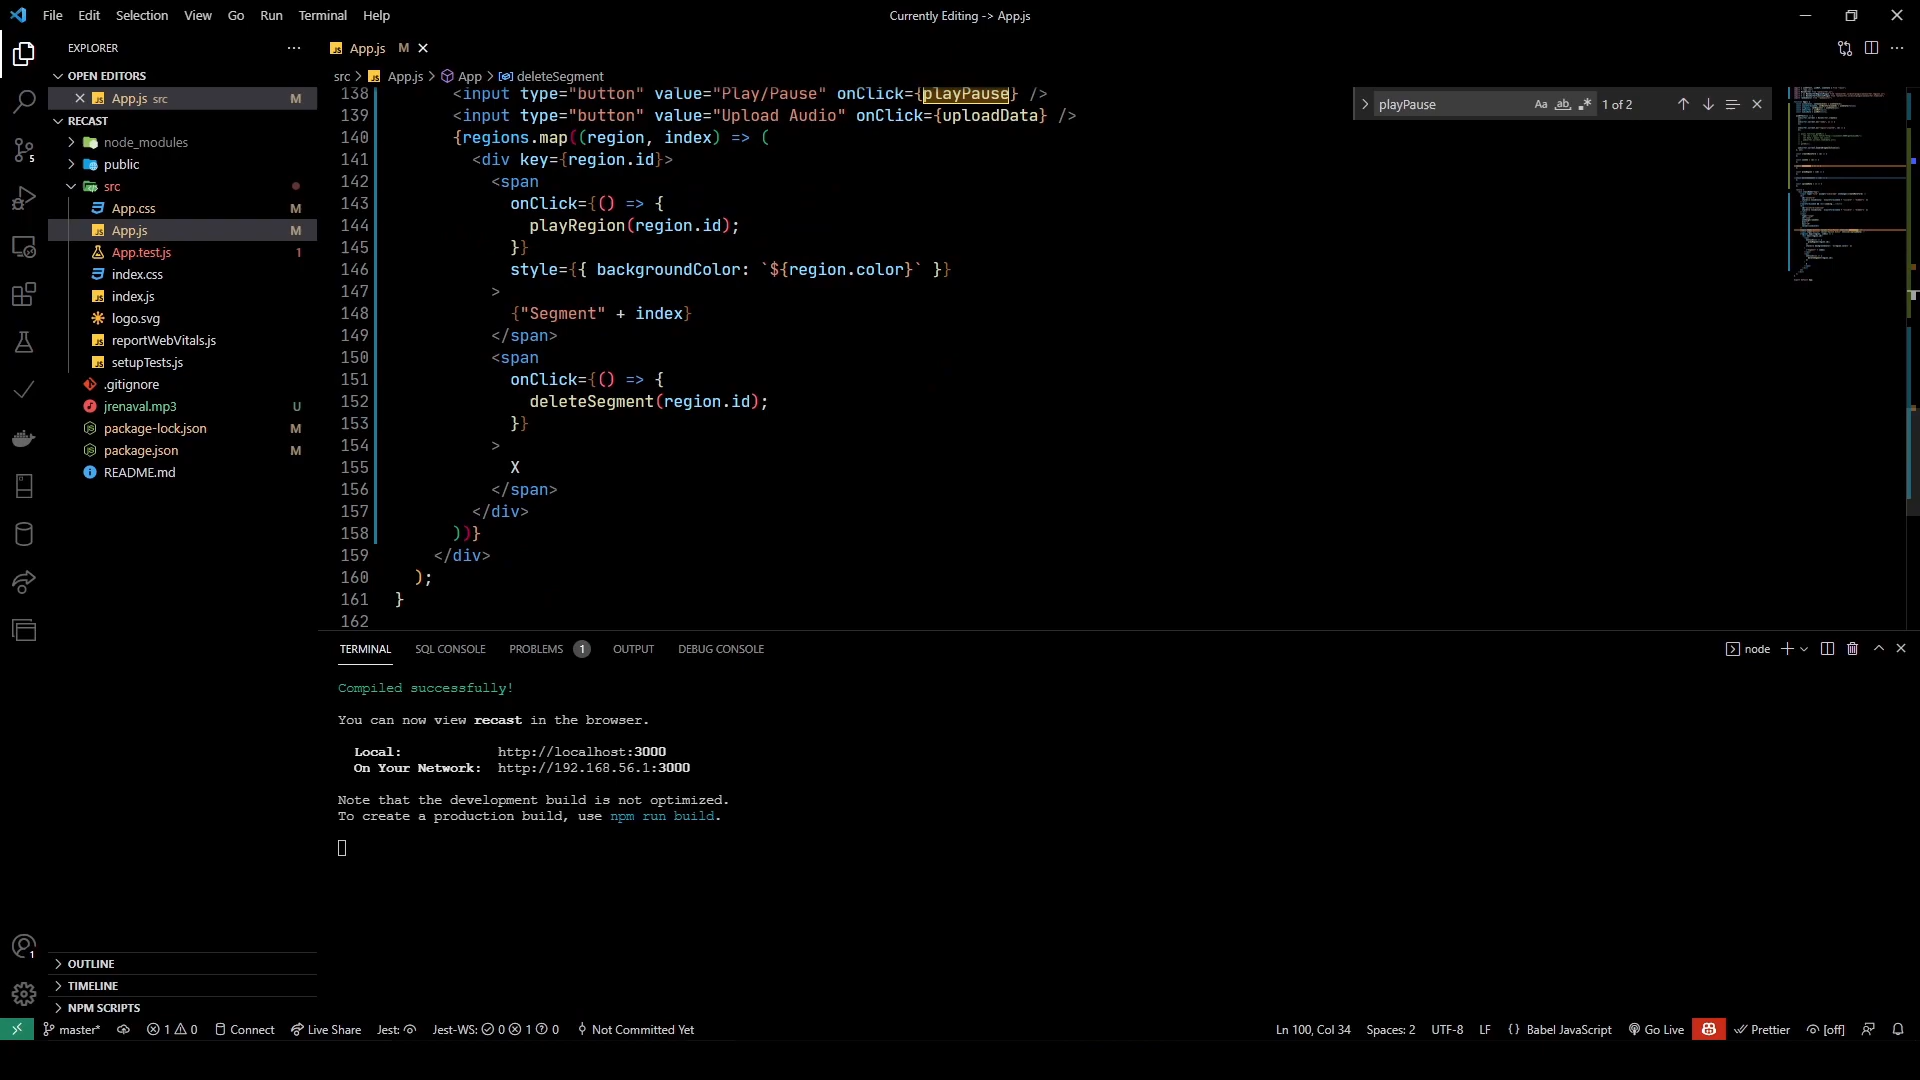 File Edit Selection View Go Run Terminal Help
Currently Editing -> App.js
EXPLORER
OPEN EDITORS
App.js src M
RECAST
node_modules
public
src
App.css M
App.js M
App.test.js 1
index.css
index.js
logo.svg
reportWebVitals.js
setupTests.js
.gitignore
jrenaval.mp3 U
package-lock.json M
package.json M
README.md
OUTLINE
TIMELINE
NPM SCRIPTS
App.js M
src > App.js > App > deleteSegment
playPause Aa ab 1 of 2
138 <input type="button" value="Play/Pause" onClick={playPause} />
139 <input type="button" value="Upload Audio" onClick={uploadData} />
140 {regions.map((region, index) => (
141 <div key={region.id}>
142 <span
143 onClick={() => {
144 playRegion(region.id);
145 }}
146 style={{ backgroundColor: `${region.color}` }}
147 >
148 {"Segment" + index}
149 </span>
150 <span
151 onClick={() => {
152 deleteSegment(region.id);
153 }}
154 >
155 X
156 </span>
157 </div>
158 ))}
159 </div>
160 );
161 }
162
TERMINAL SQL CONSOLE PROBLEMS 1 OUTPUT DEBUG CONSOLE
node
Compiled successfully!
You can now view recast in the browser.
Local: http://localhost:3000
On Your Network: http://192.168.56.1:3000
Note that the development build is not optimized.
To create a production build, use npm run build.
5
1
master* 1 0 Connect Live Share Jest: Jest-WS: 0 1 0 Not Committed Yet
Ln 100, Col 34 Spaces: 2 UTF-8 LF {} Babel JavaScript Go Live Prettier [off]